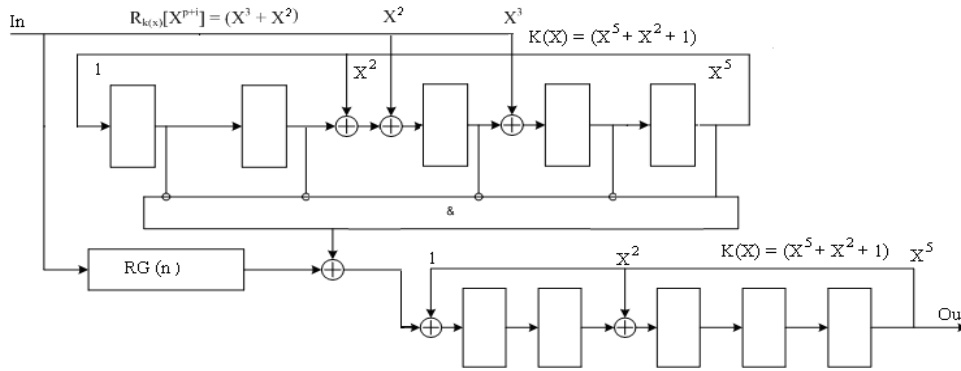 In
R_{k(x)}[X^{p+i}] = (X^3 + X^2)
X^2
X^3
K(X) = (X^5 + X^2 + 1)
1
X^2
X^5
&
RG (n )
1
X^2
K(X) = (X^5 + X^2 + 1)
X^5
Ou